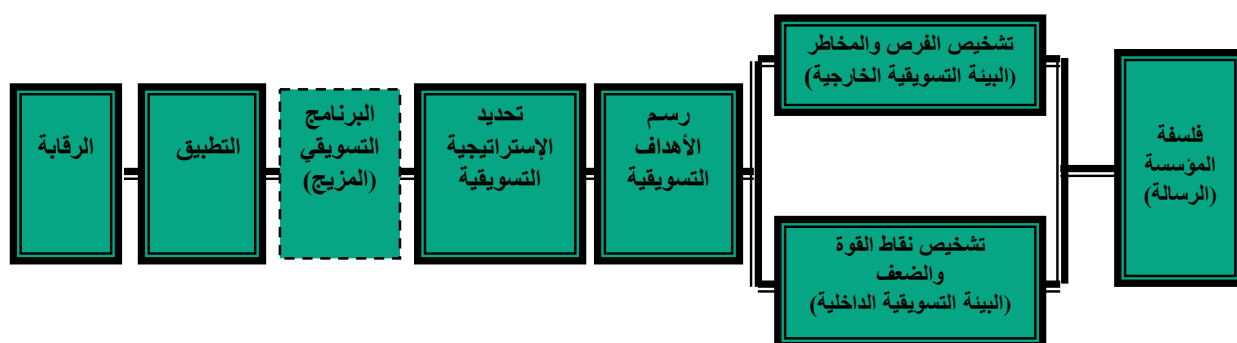 فلسفة
المؤسسة
(الرسالة)
تشخيص الفرص والمخاطر
(البيئة التسويقية الخارجية)
تشخيص نقاط القوة
والضعف
(البيئة التسويقية الداخلية)
رسم
الأهداف
التسويقية
تحديد
الإستراتيجية
التسويقية
البرنامج
التسويقي
(المزيج)
التطبيق
الرقابة